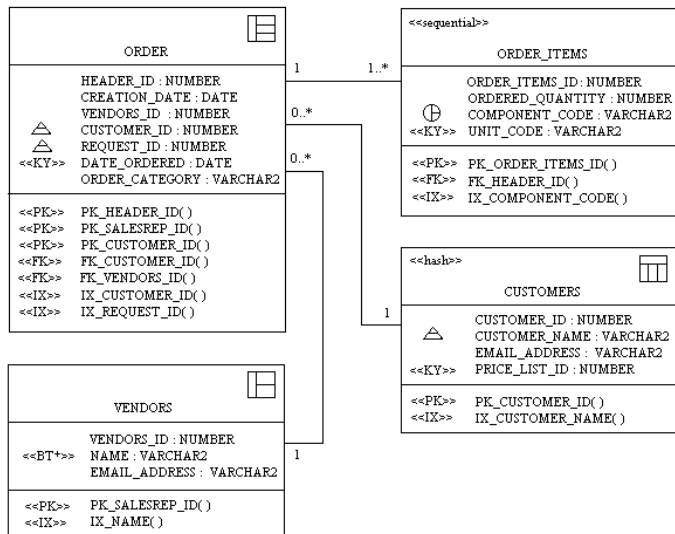 ORDER
HEADER_ID : NUMBER
CREATION_DATE : DATE
VENDORS_ID : NUMBER
CUSTOMER_ID : NUMBER
REQUEST_ID : NUMBER
<<KY>> DATE_ORDERED : DATE
ORDER_CATEGORY : VARCHAR2
<<PK>> PK_HEADER_ID( )
<<PK>> PK_SALESREP_ID( )
<<PK>> PK_CUSTOMER_ID( )
<<FK>> FK_CUSTOMER_ID( )
<<FK>> FK_VENDORS_ID( )
<<IX>> IX_CUSTOMER_ID( )
<<IX>> IX_REQUEST_ID( )
1
1..*
0..*
0..*
<<sequential>>
ORDER_ITEMS
ORDER_ITEMS_ID: NUMBER
ORDERED_QUANTITY : NUMBER
COMPONENT_CODE : VARCHAR2
<<KY>> UNIT_CODE : VARCHAR2
<<PK>> PK_ORDER_ITEMS_ID( )
<<FK>> FK_HEADER_ID( )
<<IX>> IX_COMPONENT_CODE( )
<<hash>>
CUSTOMERS
1
CUSTOMER_ID : NUMBER
CUSTOMER_NAME : VARCHAR2
EMAIL_ADDRESS : VARCHAR2
<<KY>> PRICE_LIST_ID : NUMBER
<<PK>> PK_CUSTOMER_ID( )
<<IX>> IX_CUSTOMER_NAME( )
VENDORS
VENDORS_ID : NUMBER
<<BT+>> NAME : VARCHAR2
EMAIL_ADDRESS : VARCHAR2
1
<<PK>> PK_SALESREP_ID( )
<<IX>> IX_NAME( )